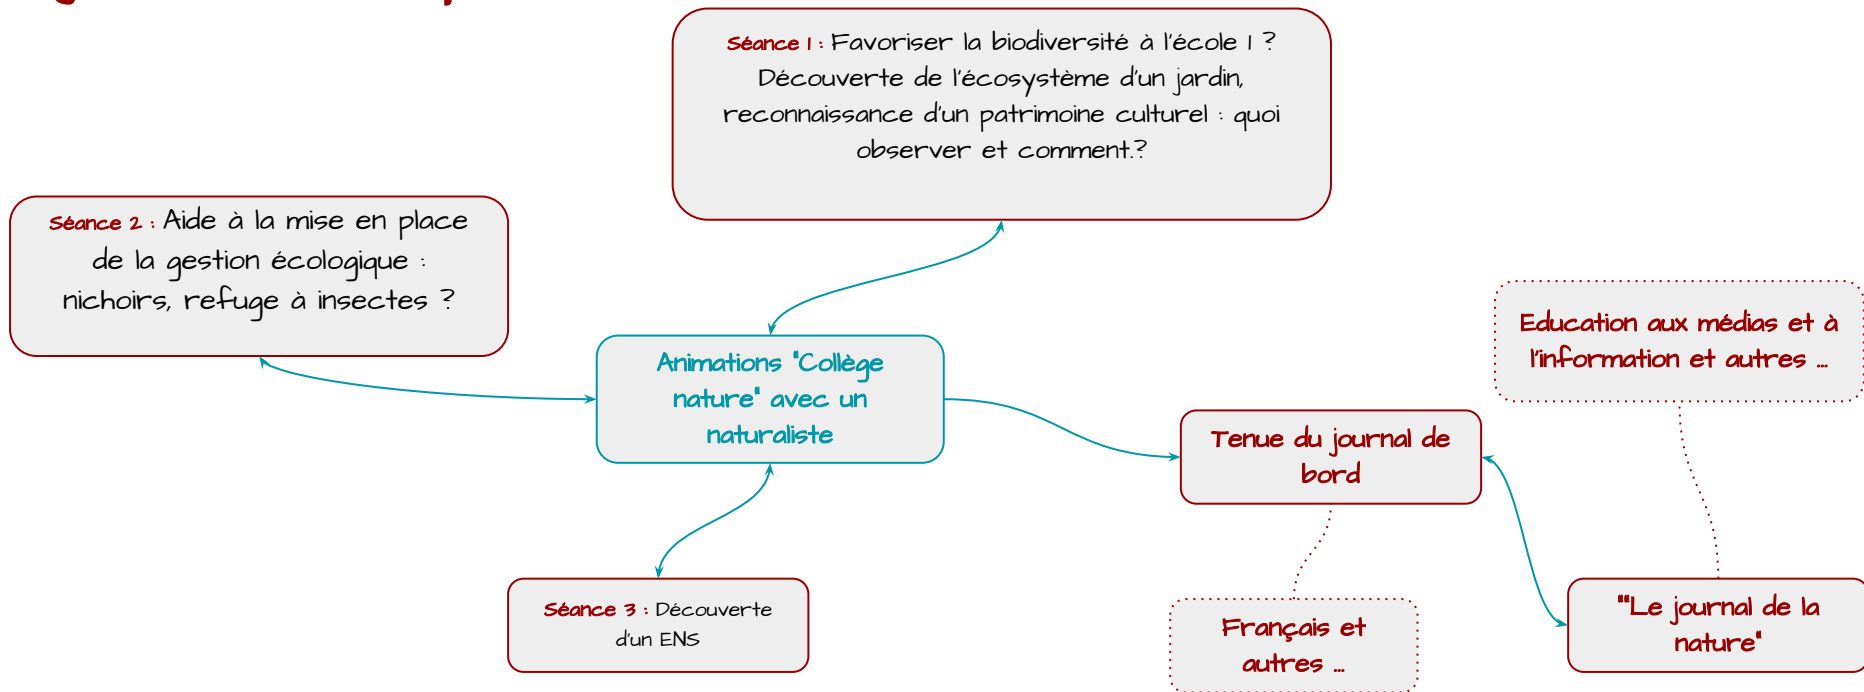 Séance 1 : Favoriser la biodiversité à l'école 1 ?
Découverte de l'écosystème d'un jardin,
reconnaissance d'un patrimoine culturel : quoi
observer et comment.?
Séance 2 : Aide à la mise en place
de la gestion écologique :
nichoirs, refuge à insectes ?
Animations "Collège
nature" avec un
naturaliste
Education aux médias et à
l'information et autres ...
Tenue du journal de
bord
Séance 3 : Découverte
d'un ENS
Français et
autres ...
""Le journal de la
nature"